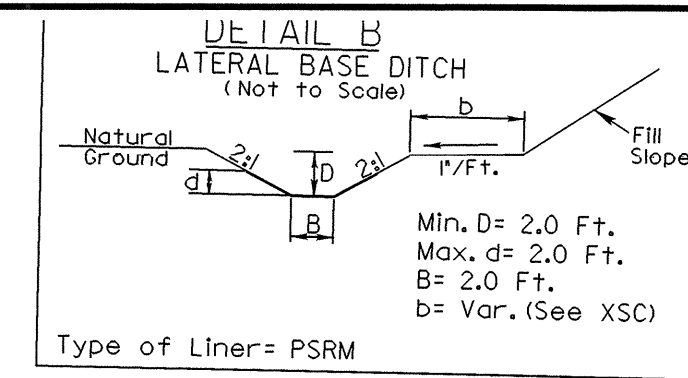 DETAIL B
LATERAL BASE DITCH
(Not to Scale)
b
Natural
Ground
2:1
D
2:1
1"/Ft.
Fill
Slope
d
B
Min. D= 2.0 Ft.
Max. d= 2.0 Ft.
B= 2.0 Ft.
b= Var. (See XSC)
Type of Liner= PSRM